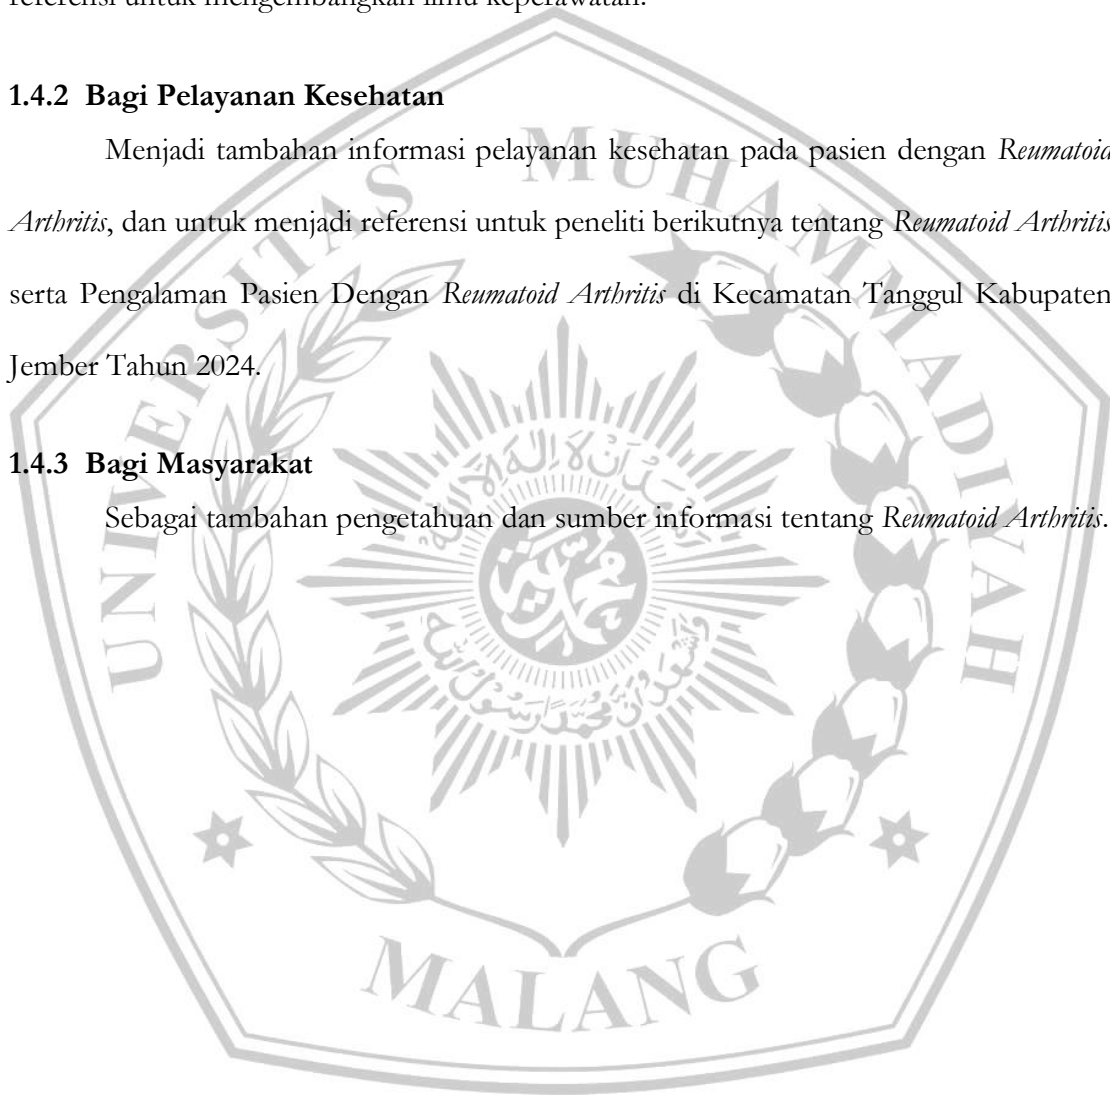 referensi untuk mengembangkan ilmu keperawatan.
1.4.2 Bagi Pelayanan Kesehatan
Menjadi tambahan informasi pelayanan kesehatan pada pasien dengan Reumatoid
Arthritis, dan untuk menjadi referensi untuk peneliti berikutnya tentang Reumatoid Arthritis
serta Pengalaman Pasien Dengan Reumatoid Arthritis di Kecamatan Tanggul Kabupaten
Jember Tahun 2024.
1.4.3 Bagi Masyarakat
Sebagai tambahan pengetahuan dan sumber informasi tentang Reumatoid Arthritis.
UNIVERSITAS MUHAMMADIYAH
MALANG